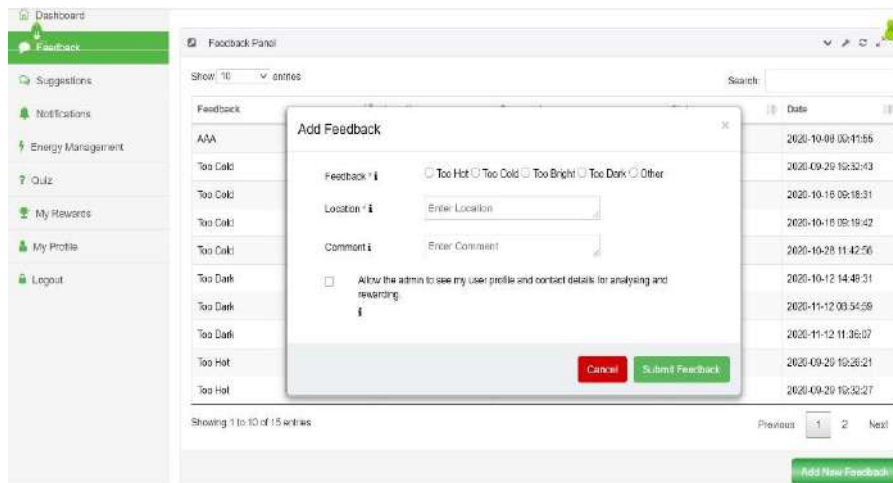 Dashboard
Feedback
Suggestions
Notifications
Energy Management
Quiz
My Rewards
My Profile
Logout
Feedback Panel
Show 10 entries
Search:
Feedback
Date
AAA
2020-10-08 09:41:55
Too Cold
2020-09-29 19:32:43
Too Cold
2020-10-16 09:18:31
Too Cold
2020-10-16 09:19:42
Too Cold
2020-10-28 11:42:56
Too Dark
2020-10-12 14:49:31
Too Dark
2020-11-12 08:54:59
Too Dark
2020-11-12 11:36:07
Too Hot
2020-09-29 19:26:21
Too Hot
2020-09-29 19:32:27
Add Feedback
×
Feedback * i
Too Hot Too Cold Too Bright Too Dark Other
Location * i
Enter Location
Comment i
Enter Comment
Allow the admin to see my user profile and contact details for analysing and
rewarding.
i
Cancel
Submit Feedback
Showing 1 to 10 of 15 entries
Previous 1 2 Next
Add New Feedback